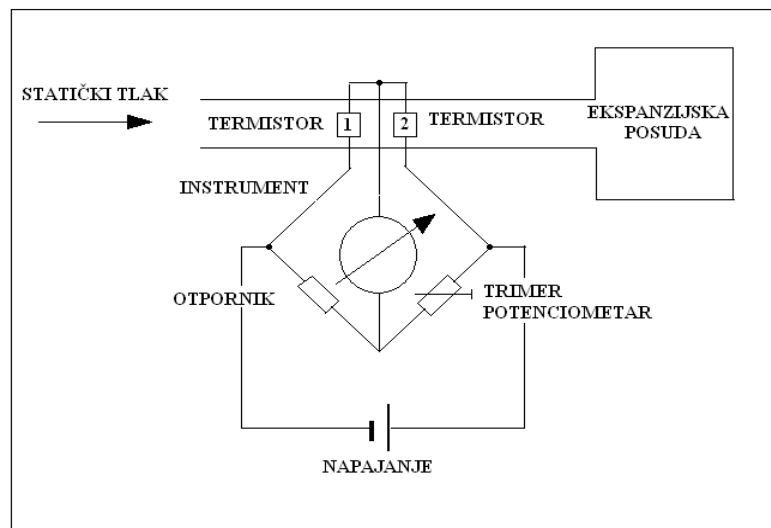 STATIČKI TLAK
TERMISTOR
1
2
TERMISTOR
EKSPANZIJSKA
POSUDA
INSTRUMENT
OTPORNIK
TRIMER
POTENCIOMETAR
NAPAJANJE